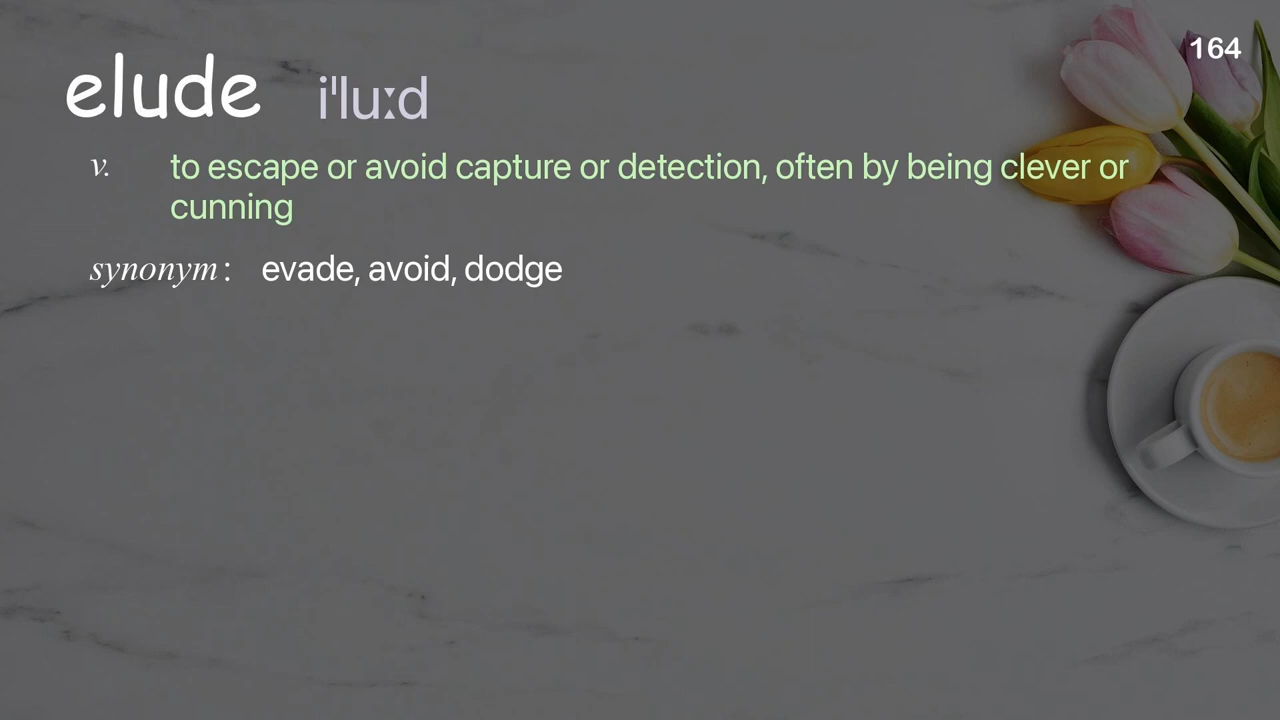 164
elude iˈluːd
v. to escape or avoid capture or detection, often by being clever or
cunning
synonym: evade, avoid, dodge